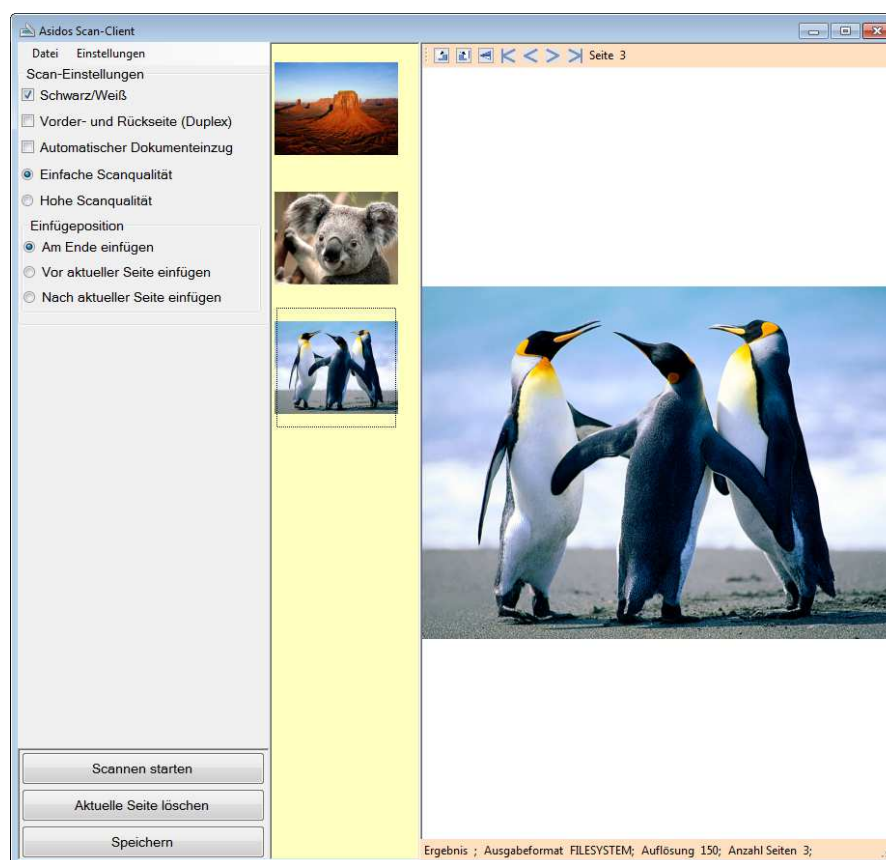 Asidos Scan-Client
Datei Einstellungen
Scan-Einstellungen
Schwarz/Weiß
Vorder- und Rückseite (Duplex)
Automatischer Dokumenteinzug
Einfache Scanqualität
Hohe Scanqualität
Einfügeposition
Am Ende einfügen
Vor aktueller Seite einfügen
Nach aktueller Seite einfügen
Scannen starten
Aktuelle Seite löschen
Speichern
Seite 3
Ergebnis ; Ausgabeformat FILESYSTEM; Auflösung 150; Anzahl Seiten 3;